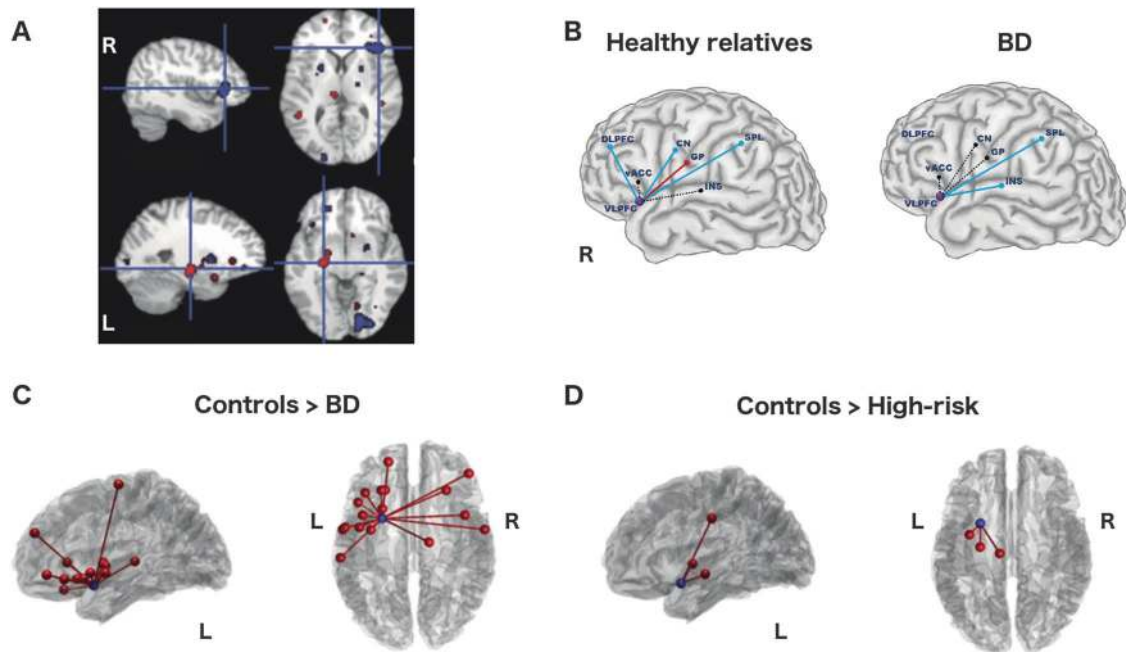 A
R
L
B
Healthy relatives
BD
DLPFC
CN
SPL
GP
vACC
INS
VLPFC
DLPFC
CN
SPL
GP
vACC
INS
VLPFC
R
C
Controls > BD
L
L
R
D
Controls > High-risk
L
L
R